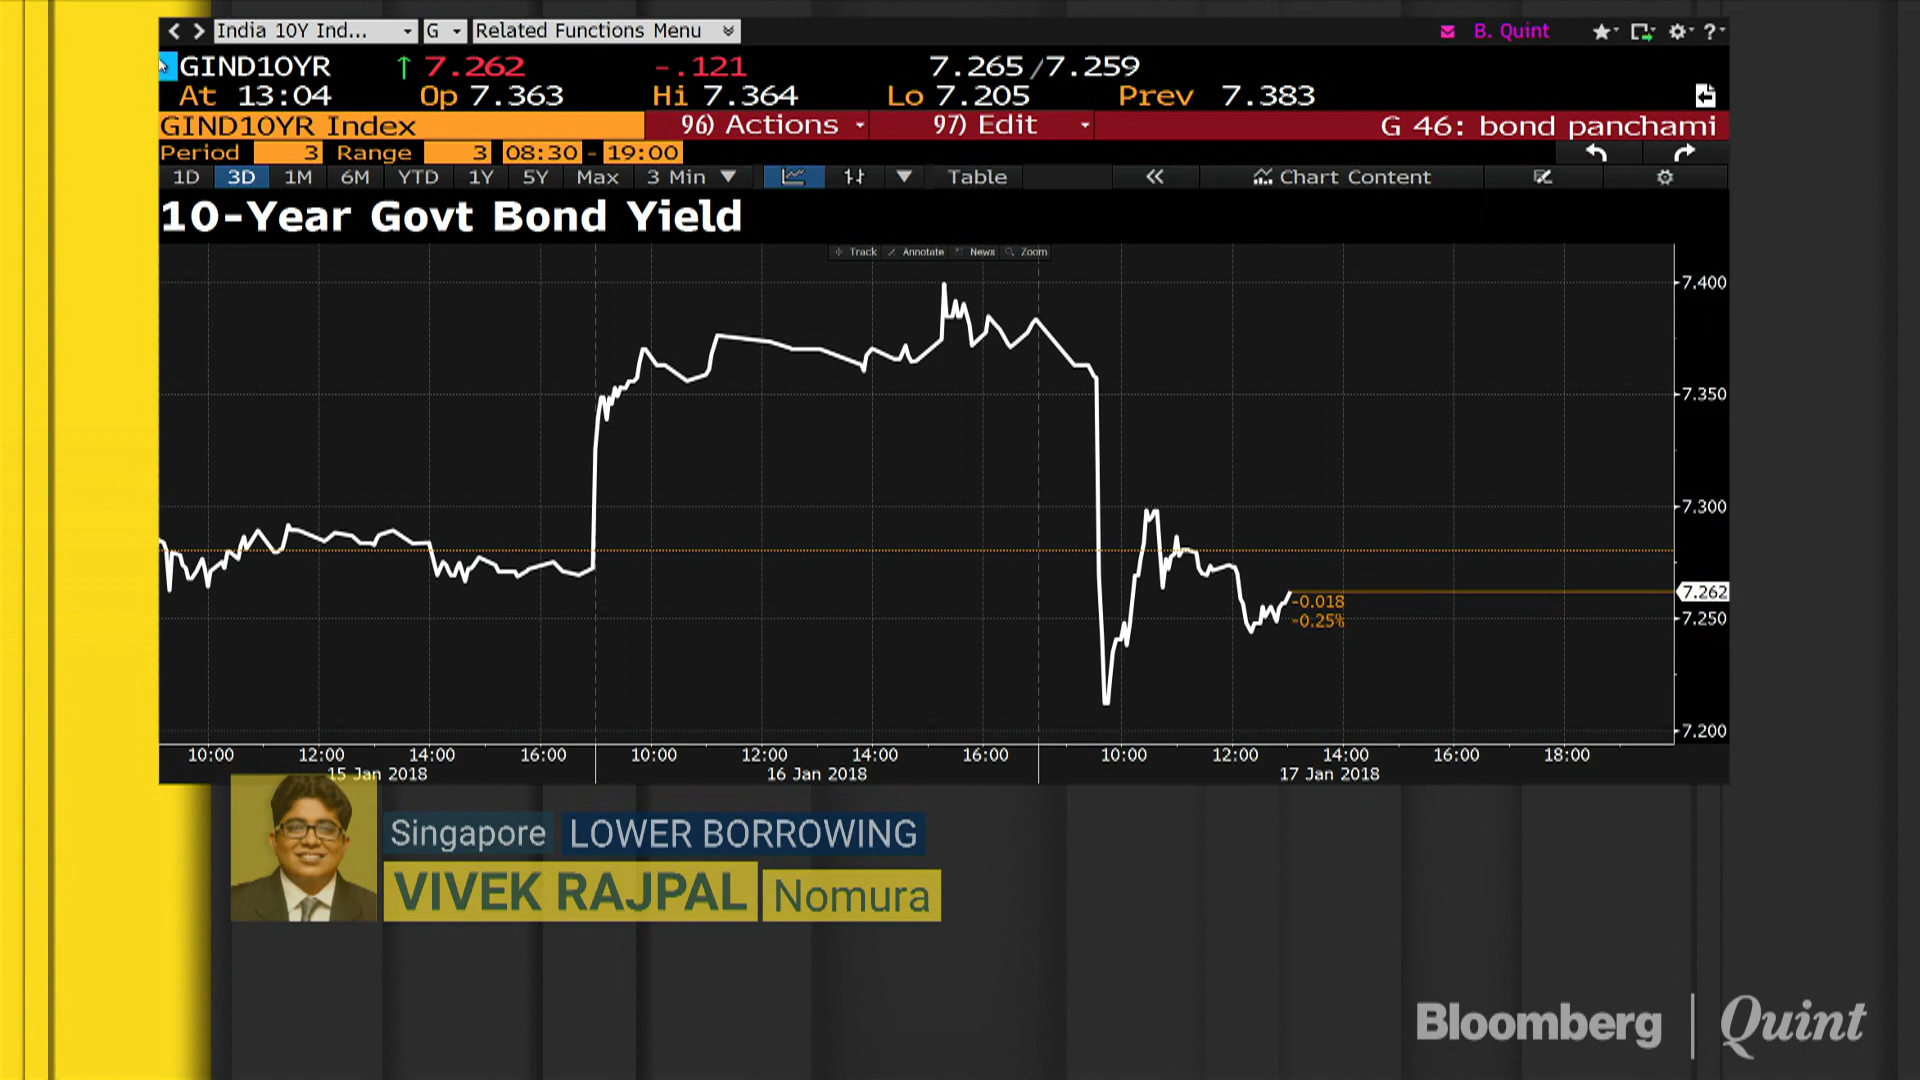 India 10Y Ind... G Related Functions Menu B. Quint ?
GIND10YR ↑ 7.262 -.121 7.265/7.259
At 13:04 Op 7.363 Hi 7.364 Lo 7.205 Prev 7.383
GIND10YR Index 96) Actions 97) Edit G 46: bond panchami
Period 3 Range 3 08:30 - 19:00
1D 3D 1M 6M YTD 1Y 5Y Max 3 Min Table « Chart Content
10-Year Govt Bond Yield
Track Annotate News Zoom
7.400
7.350
7.300
7.262
-0.018
7.250
-0.25%
7.200
10:00 12:00 14:00 16:00 10:00 12:00 14:00 16:00 10:00 12:00 14:00 16:00 18:00
15 Jan 2018 16 Jan 2018 17 Jan 2018
Singapore LOWER BORROWING
VIVEK RAJPAL Nomura
Bloomberg | Quint